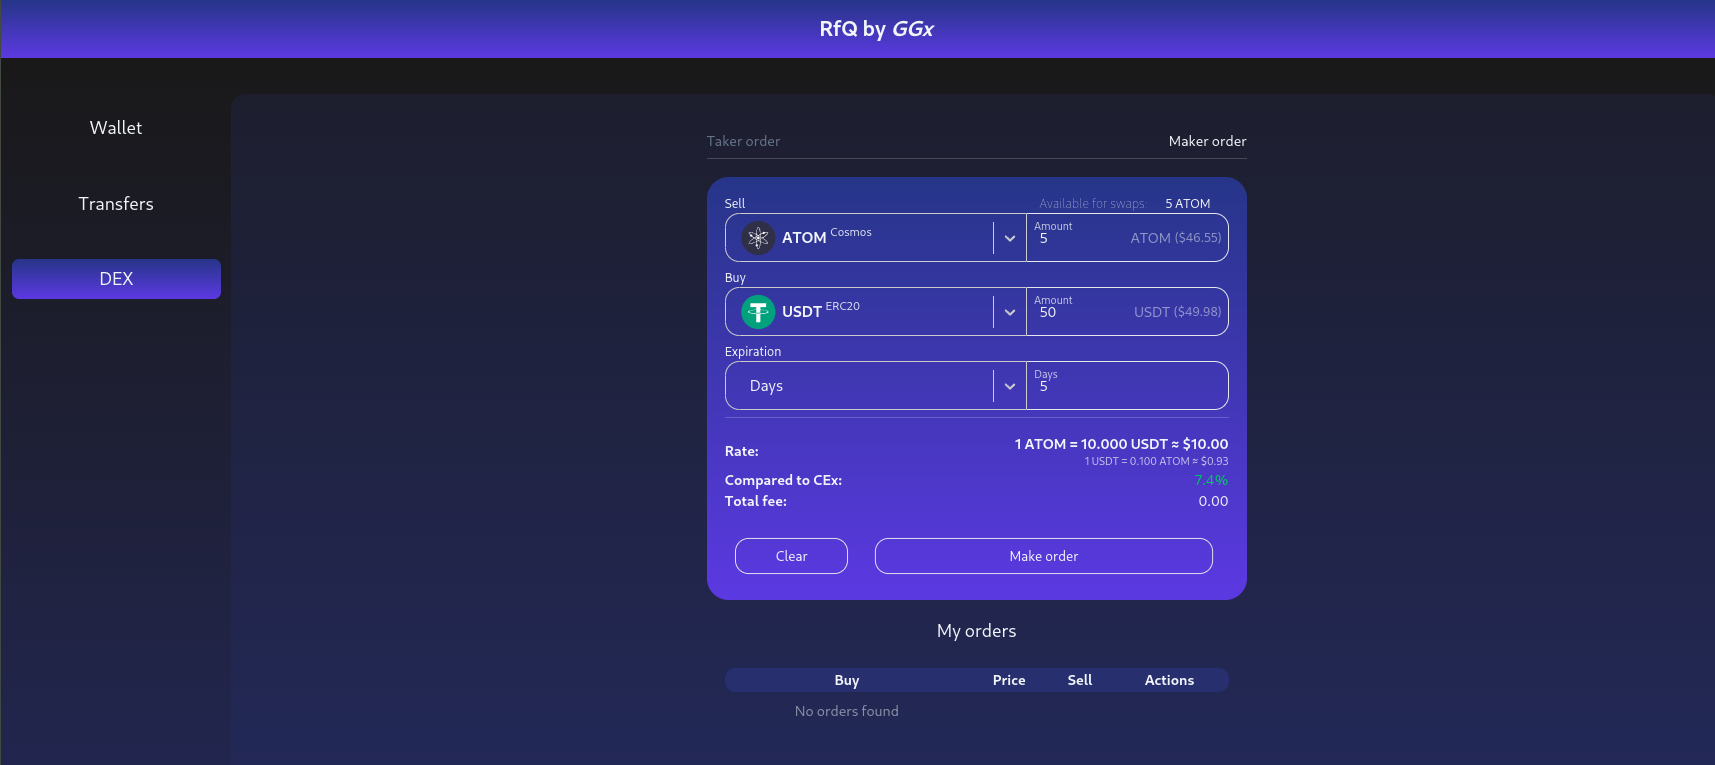 RfQ by GGx
Wallet
Transfers
DEX
Taker order Maker order
Sell Available for swaps: 5 ATOM
ATOM Cosmos Amount 5 ATOM ($46.55)
Buy
USDT ERC20 Amount 50 USDT ($49.98)
Expiration
Days Days 5
Rate: 1 ATOM = 10.000 USDT ≈ $10.00
1 USDT = 0.100 ATOM ≈ $0.93
Compared to CEx: 7.4%
Total fee: 0.00
Clear Make order
My orders
Buy Price Sell Actions
No orders found